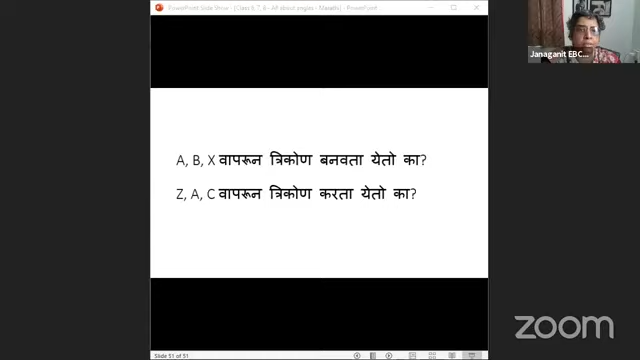 PowerPoint Slide Show - [Class 6, 7, 8 - All about angles - Marathi] - PowerPoint
Janaganit EBC...
A, B, X वापरून त्रिकोण बनवता येतो का?
Z, A, C वापरून त्रिकोण करता येतो का?
zoom
Slide 51 of 51